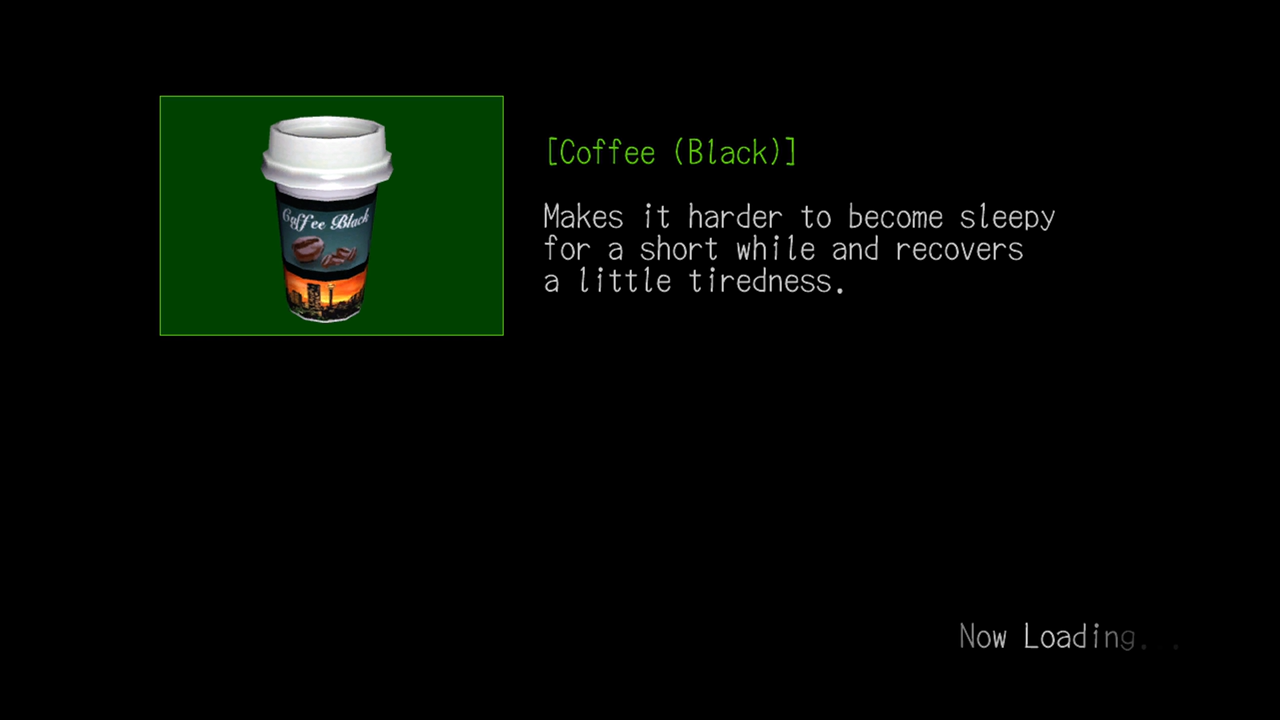 Coffee Black
[Coffee (Black)]
Makes it harder to become sleepy
for a short while and recovers
a little tiredness.
Now Loading. .